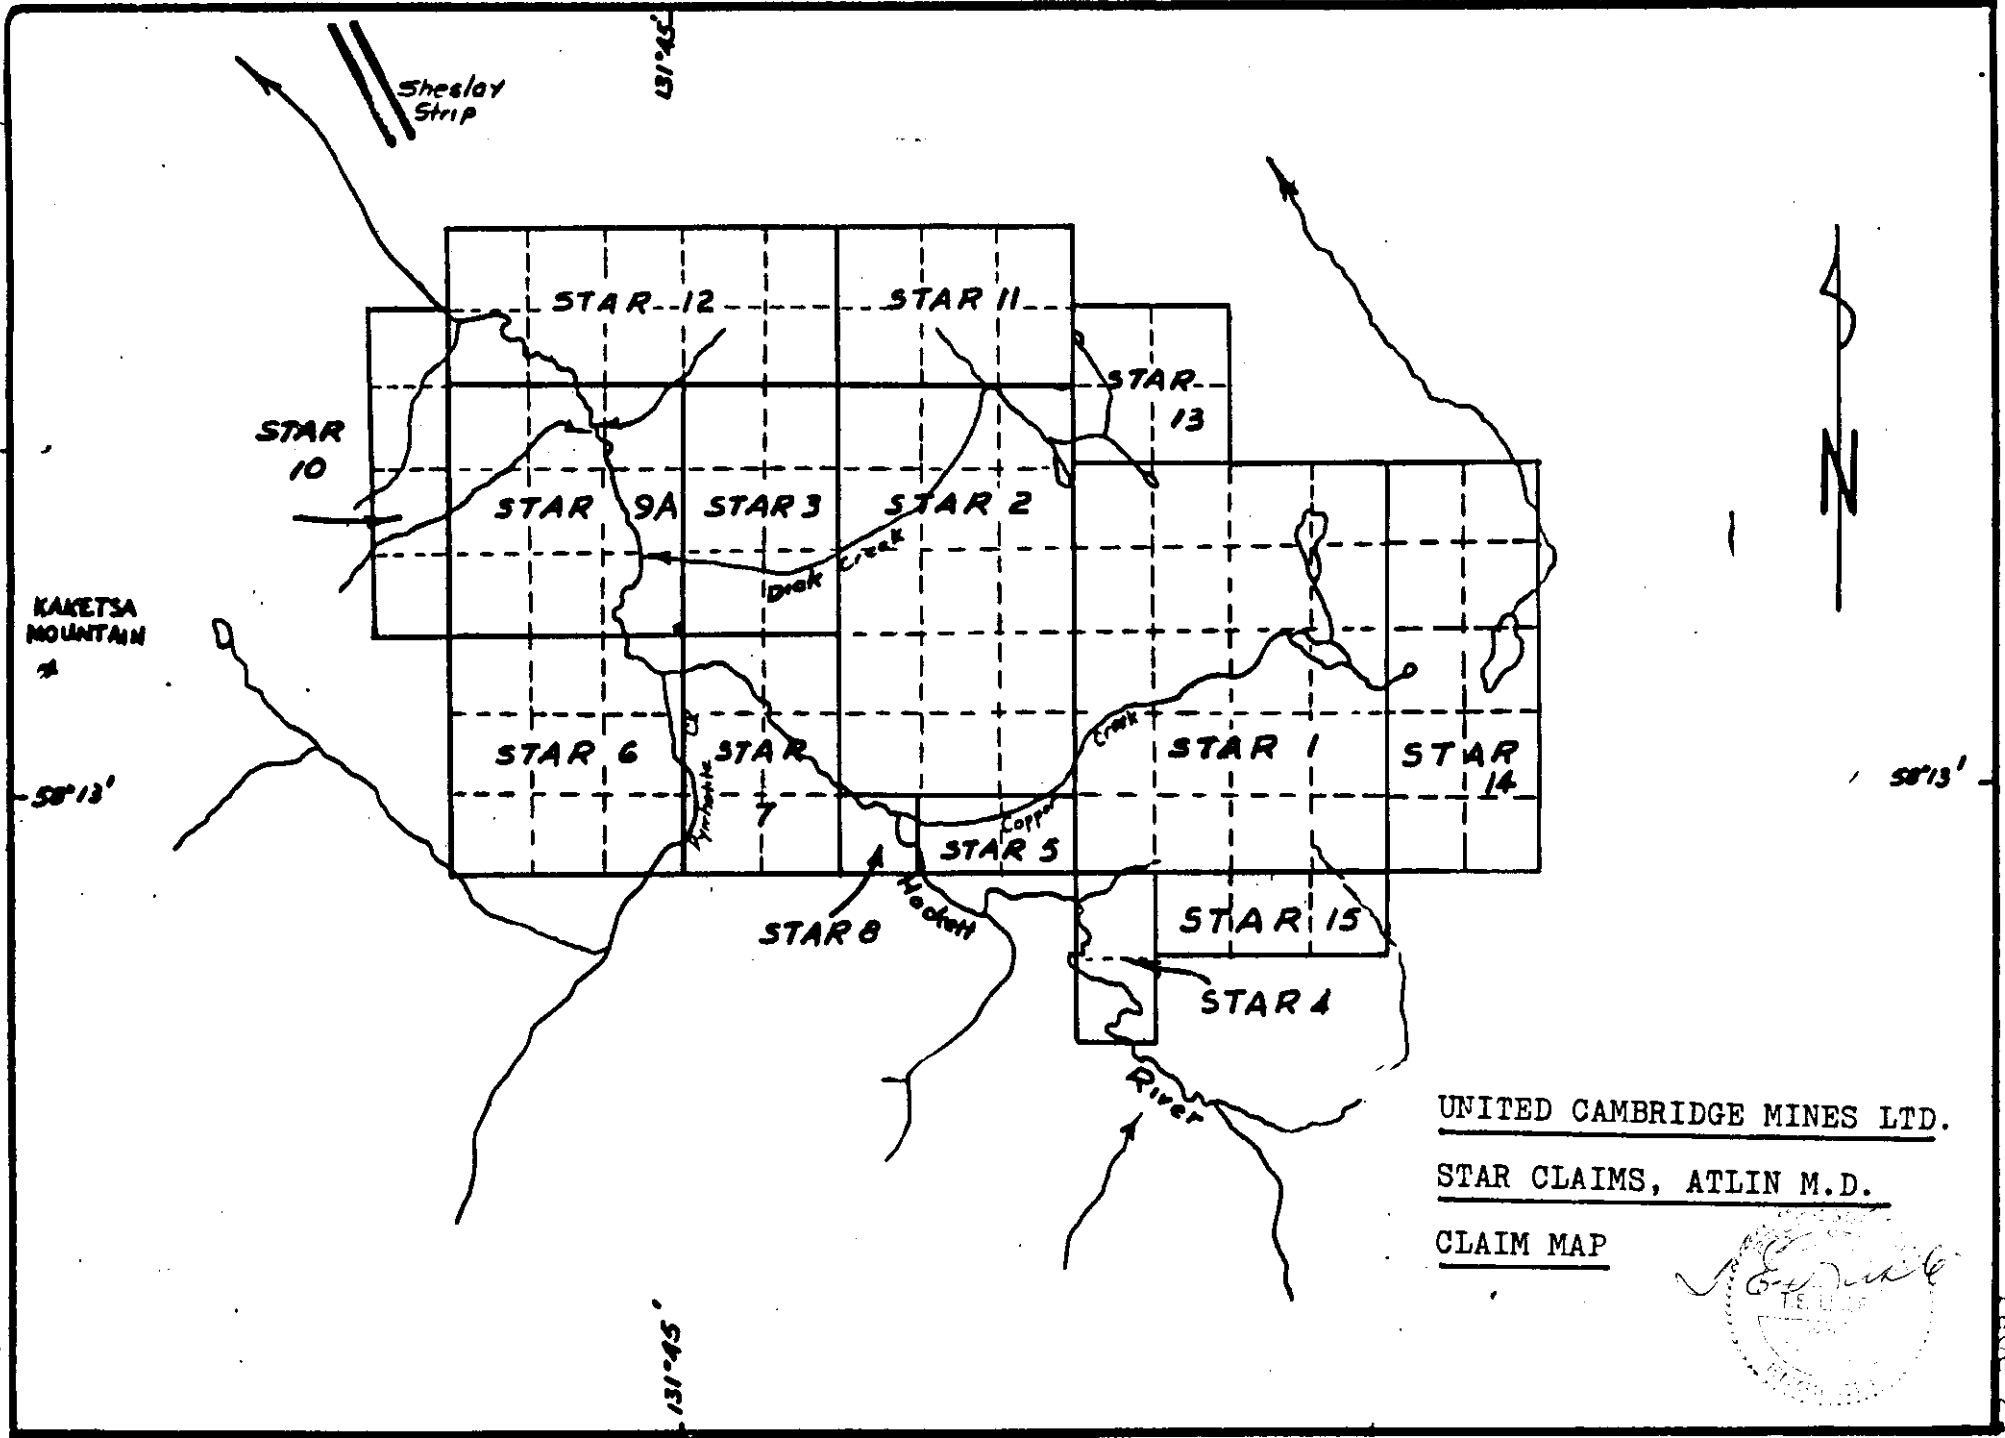 131°45'
Sheslay
Strip
STAR 12
STAR 11
STAR
13
STAR
10
STAR 9A
STAR 3
STAR 2
Diok Creek
KAKETSA
MOUNTAIN
N
STAR 6
STAR
7
Ck
Copper Creek
STAR 1
STAR
14
58°13'
58°13'
STAR 5
STAR 8
Hackett
STAR 15
STAR 4
River
UNITED CAMBRIDGE MINES LTD.
STAR CLAIMS, ATLIN M.D.
CLAIM MAP
131°45'